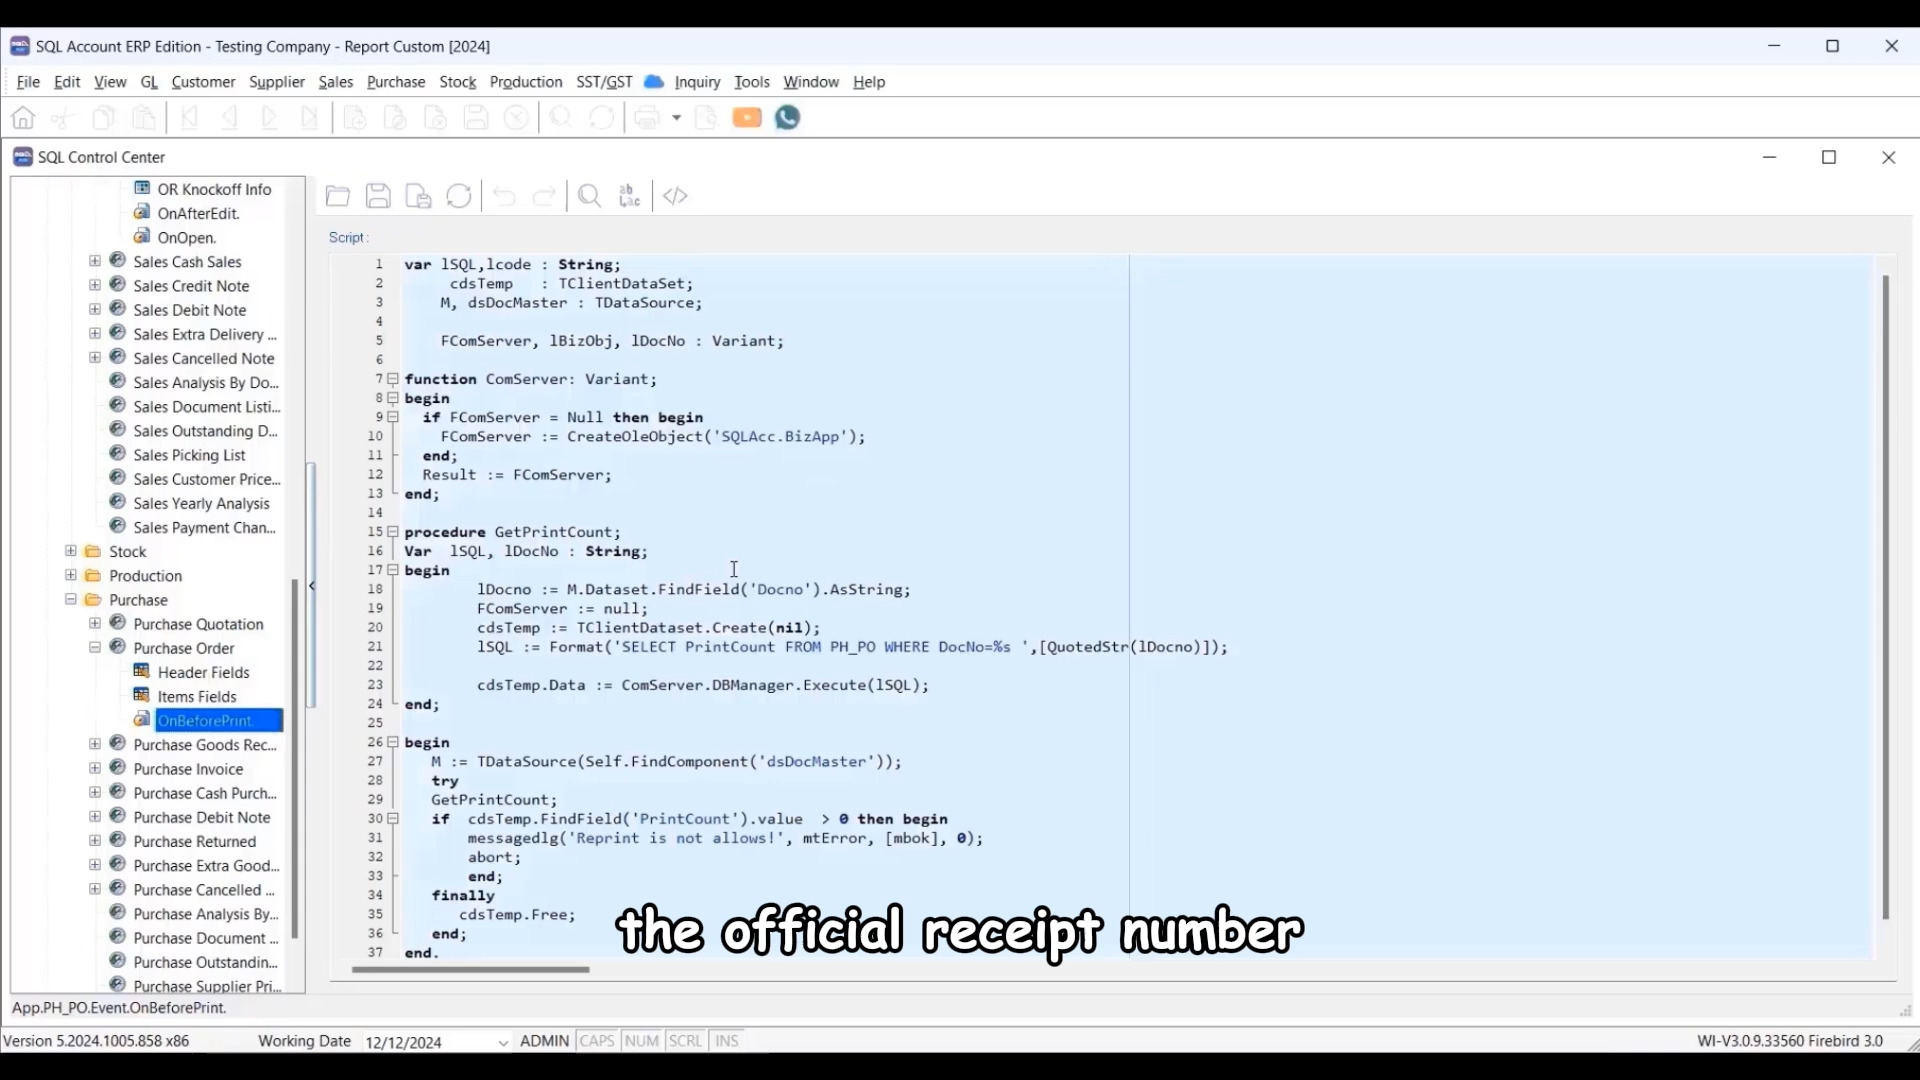 SQL Account ERP Edition - Testing Company - Report Custom [2024]
File Edit View GL Customer Supplier Sales Purchase Stock Production SST/GST Inquiry Tools Window Help
SQL Control Center
OR Knockoff Info
OnAfterEdit.
OnOpen.
Sales Cash Sales
Sales Credit Note
Sales Debit Note
Sales Extra Delivery ...
Sales Cancelled Note
Sales Analysis By Do...
Sales Document Listi...
Sales Outstanding D...
Sales Picking List
Sales Customer Price...
Sales Yearly Analysis
Sales Payment Chan...
Stock
Production
Purchase
Purchase Quotation
Purchase Order
Header Fields
Items Fields
OnBeforePrint.
Purchase Goods Rec...
Purchase Invoice
Purchase Cash Purch...
Purchase Debit Note
Purchase Returned
Purchase Extra Good...
Purchase Cancelled ...
Purchase Analysis By...
Purchase Document ...
Purchase Outstandin...
Purchase Supplier Pri...
Script :
1 var lSQL,lcode : String;
2 cdsTemp : TClientDataSet;
3 M, dsDocMaster : TDataSource;
4
5 FComServer, lBizObj, lDocNo : Variant;
6
7 function ComServer: Variant;
8 begin
9 if FComServer = Null then begin
10 FComServer := CreateOleObject('SQLAcc.BizApp');
11 end;
12 Result := FComServer;
13 end;
14
15 procedure GetPrintCount;
16 Var lSQL, lDocNo : String;
17 begin
18 lDocno := M.Dataset.FindField('Docno').AsString;
19 FComServer := null;
20 cdsTemp := TClientDataset.Create(nil);
21 lSQL := Format('SELECT PrintCount FROM PH_PO WHERE DocNo=%s ',[QuotedStr(lDocno)]);
22
23 cdsTemp.Data := ComServer.DBManager.Execute(lSQL);
24 end;
25
26 begin
27 M := TDataSource(Self.FindComponent('dsDocMaster'));
28 try
29 GetPrintCount;
30 if cdsTemp.FindField('PrintCount').value > 0 then begin
31 messagedlg('Reprint is not allows!', mtError, [mbok], 0);
32 abort;
33 end;
34 finally
35 cdsTemp.Free;
36 end;
37 end.
the official receipt number
App.PH_PO.Event.OnBeforePrint.
Version 5.2024.1005.858 x86 Working Date 12/12/2024 ADMIN CAPS NUM SCRL INS WI-V3.0.9.33560 Firebird 3.0